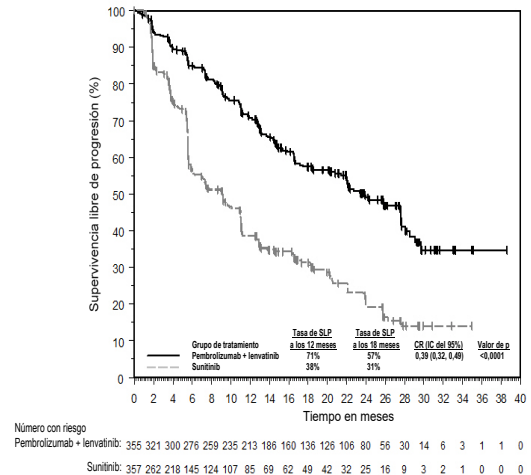 Supervivencia libre de progresión (%)
100
90
80
70
60
50
40
30
20
10
0
Grupo de tratamiento Tasa de SLP a los 12 meses Tasa de SLP a los 18 meses CR (IC del 95%) Valor de p
Pembrolizumab + lenvatinib 71% 57% 0,39 (0,32, 0,49) <0,0001
Sunitinib 38% 31%
0 2 4 6 8 10 12 14 16 18 20 22 24 26 28 30 32 34 36 38 40
Tiempo en meses
Número con riesgo
Pembrolizumab + lenvatinib: 355 321 300 276 259 235 213 186 160 136 126 106 80 56 30 14 6 3 1 1 0
Sunitinib: 357 262 218 145 124 107 85 69 62 49 42 32 25 16 9 3 2 1 0 0 0